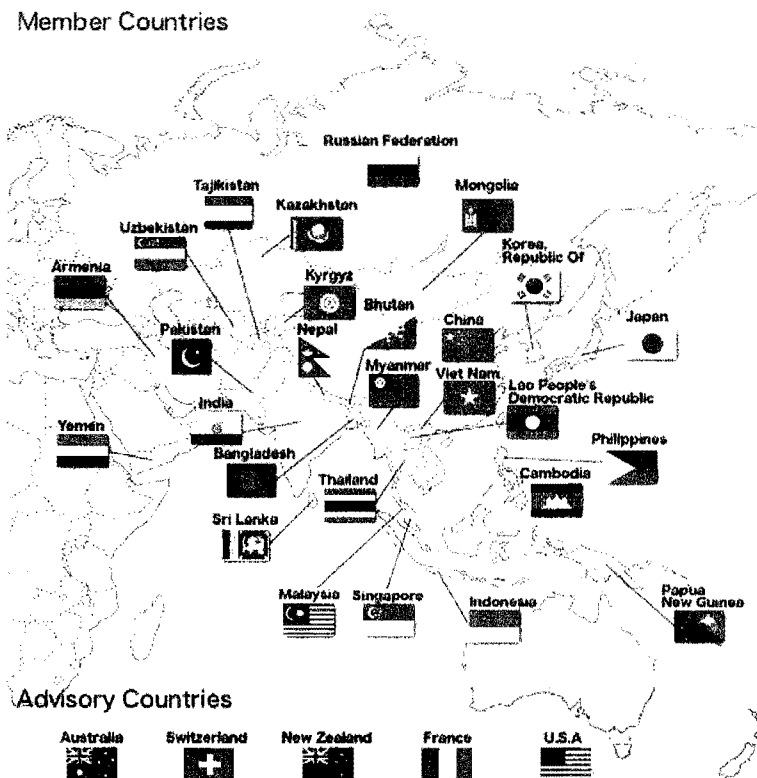 Member Countries
Russian Federation
Tajikistan
Kazakhstan
Mongolia
Uzbekistan
Korea,
Republic Of
Armenia
Kyrgyz
Bhutan
China
Japan
Pakistan
Nepal
Myanmar
Viet Nam
Lao People's
Democratic Republic
India
Yemen
Bangladesh
Thailand
Philippines
Cambodia
Sri Lanka
Malaysia
Singapore
Indonesia
Papua
New Guinea
Advisory Countries
Australia
Switzerland
New Zealand
France
U.S.A